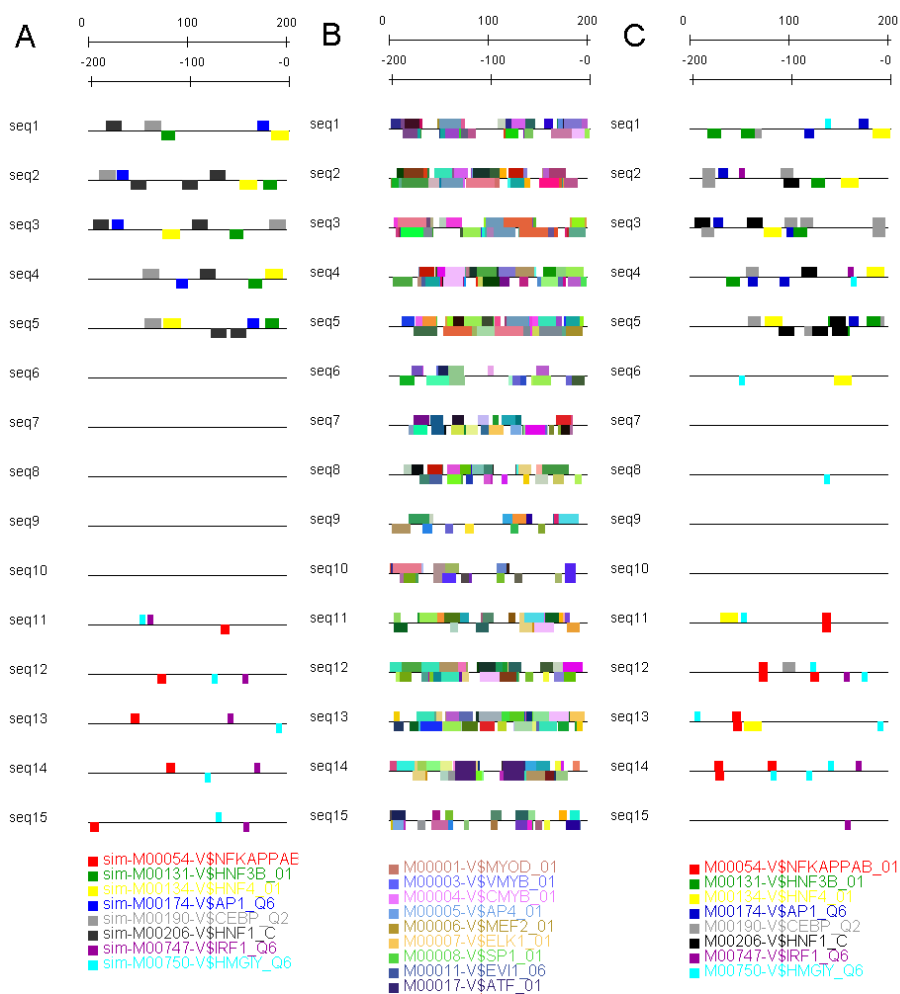 A
0 100 200
-200 -100 -0
seq1
seq2
seq3
seq4
seq5
seq6
seq7
seq8
seq9
seq10
seq11
seq12
seq13
seq14
seq15
sim-M00054-V$NFKAPPAE
sim-M00131-V$HNF3B_01
sim-M00134-V$HNF4_01
sim-M00174-V$AP1_Q6
sim-M00190-V$CEBP_Q2
sim-M00206-V$HNF1_C
sim-M00747-V$IRF1_Q6
sim-M00750-V$HMGIY_Q6
B
0 100 200
-200 -100 -0
seq1
seq2
seq3
seq4
seq5
seq6
seq7
seq8
seq9
seq10
seq11
seq12
seq13
seq14
seq15
M00001-V$MYOD_01
M00003-V$VMYB_01
M00004-V$CMYB_01
M00005-V$AP4_01
M00006-V$MEF2_01
M00007-V$ELK1_01
M00008-V$SP1_01
M00011-V$EVI1_06
M00017-V$ATF_01
C
0 100 200
-200 -100 -0
seq1
seq2
seq3
seq4
seq5
seq6
seq7
seq8
seq9
seq10
seq11
seq12
seq13
seq14
seq15
M00054-V$NFKAPPAB_01
M00131-V$HNF3B_01
M00134-V$HNF4_01
M00174-V$AP1_Q6
M00190-V$CEBP_Q2
M00206-V$HNF1_C
M00747-V$IRF1_Q6
M00750-V$HMGIY_Q6